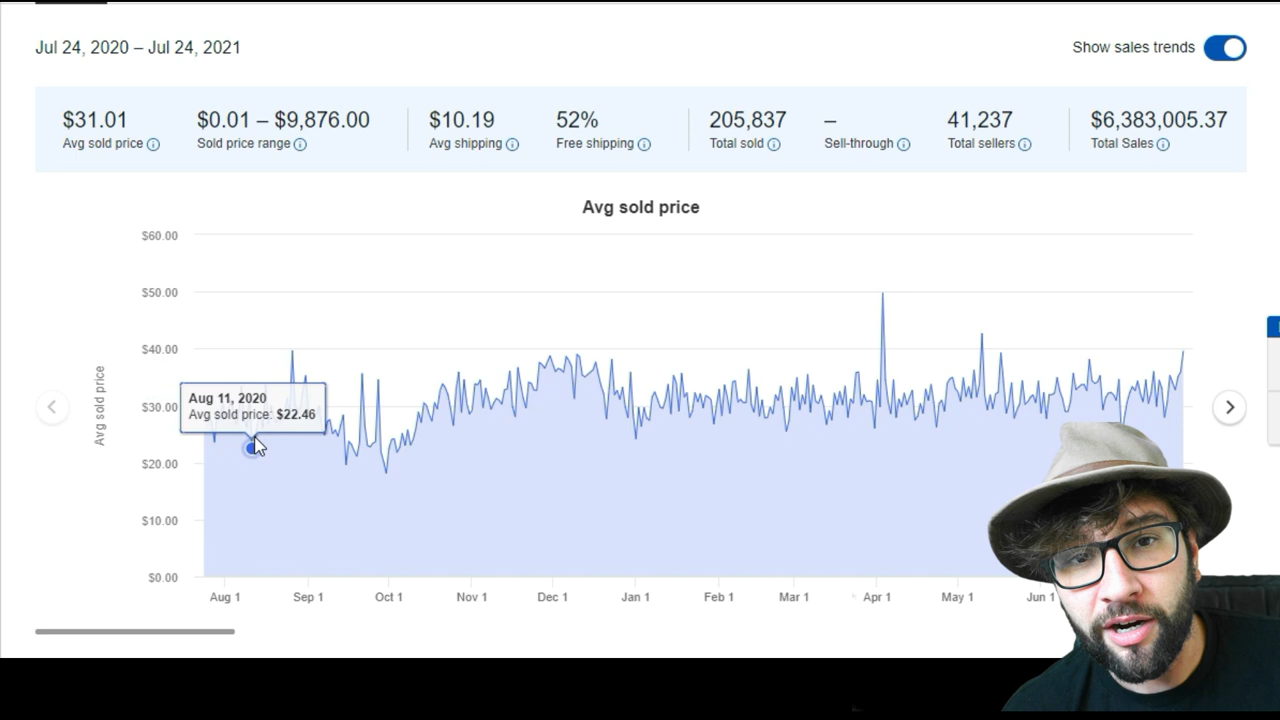 Jul 24, 2020 – Jul 24, 2021
Show sales trends
$31.01 $0.01 – $9,876.00 $10.19 52% 205,837 – 41,237 $6,383,005.37
Avg sold price Sold price range Avg shipping Free shipping Total sold Sell-through Total sellers Total Sales
Avg sold price
$60.00
$50.00
$40.00
$30.00
$20.00
$10.00
$0.00
Avg sold price
Aug 11, 2020
Avg sold price: $22.46
Aug 1 Sep 1 Oct 1 Nov 1 Dec 1 Jan 1 Feb 1 Mar 1 Apr 1 May 1 Jun 1